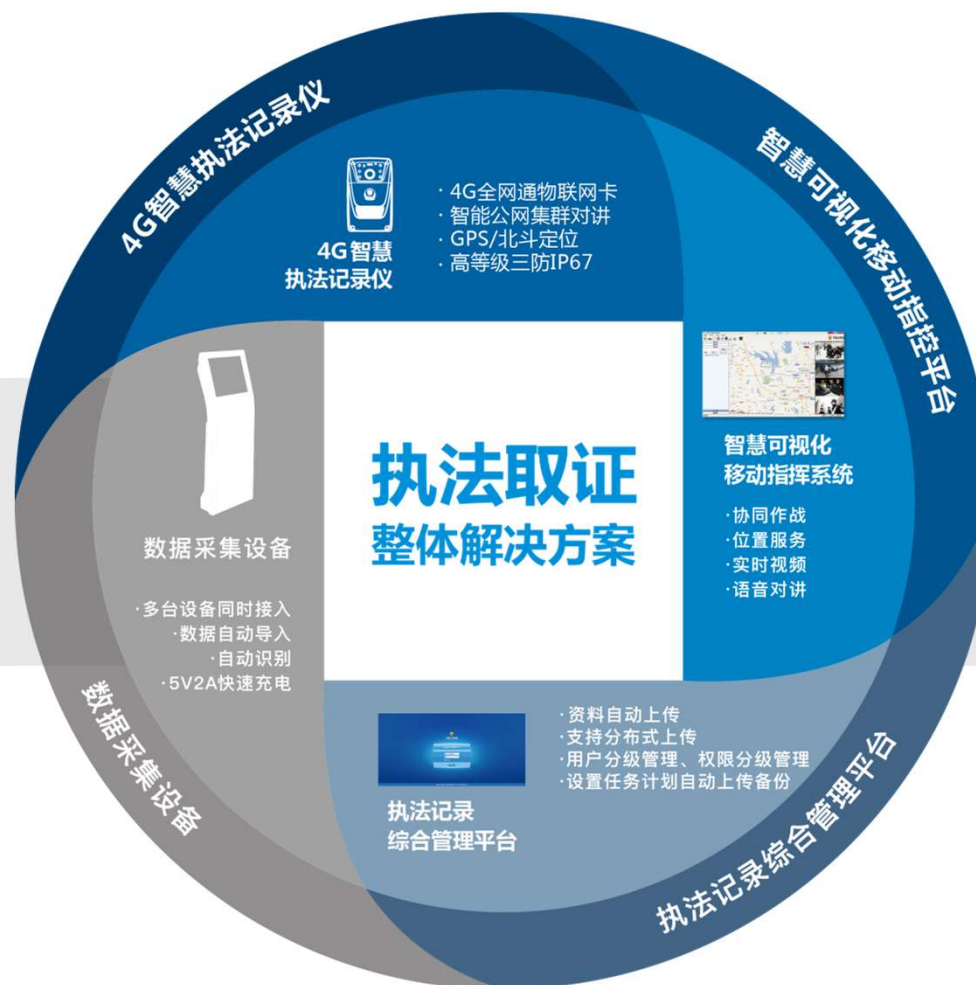 4G智慧执法记录仪
智慧可视化移动指控平台
4G智慧
执法记录仪
· 4G全网通物联网卡
· 智能公网集群对讲
· GPS/北斗定位
· 高等级三防IP67
智慧可视化
移动指挥系统
·协同作战
·位置服务
·实时视频
·语音对讲
执法取证
整体解决方案
数据采集设备
·多台设备同时接入
·数据自动导入
·自动识别
·5V2A快速充电
·资料自动上传
·支持分布式上传
·用户分级管理、权限分级管理
·设置任务计划自动上传备份
执法记录
综合管理平台
数据采集设备
执法记录综合管理平台